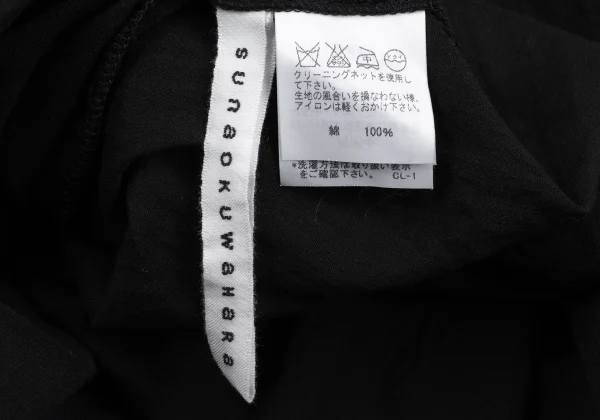 sunaokuwahara
クリーニングネットを使用し
て下さい。
生地の風合いを損なわない様、
アイロンは軽くおかけ下さい。
綿 100%
*洗濯方法は取り扱い表示
をご確認下さい。 CL-1